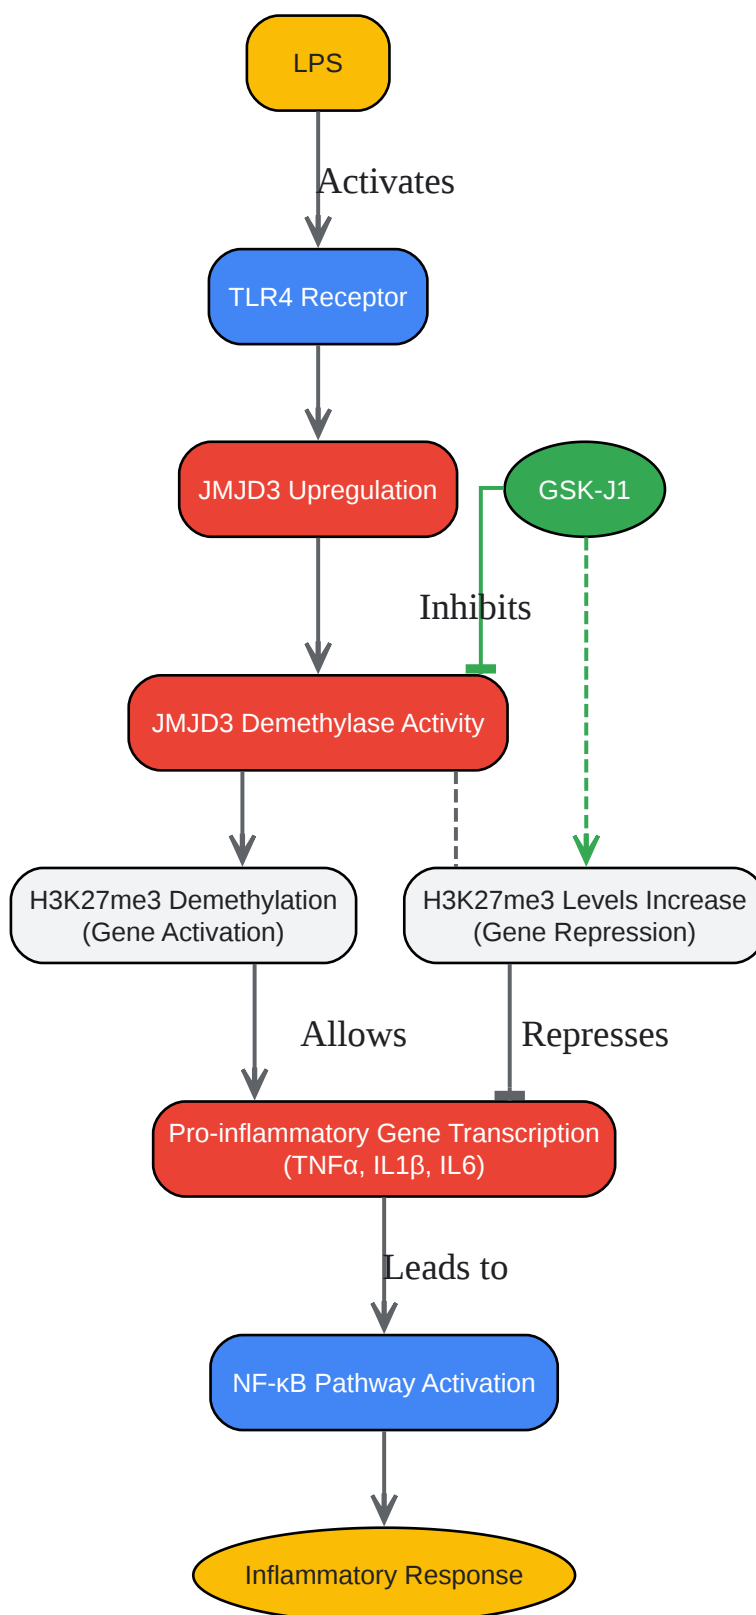 LPS
Activates
TLR4 Receptor
JMJD3 Upregulation
GSK-J1
Inhibits
JMJD3 Demethylase Activity
H3K27me3 Demethylation
(Gene Activation)
H3K27me3 Levels Increase
(Gene Repression)
Allows
Represses
Pro-inflammatory Gene Transcription
(TNFα, IL1β, IL6)
Leads to
NF-κB Pathway Activation
Inflammatory Response